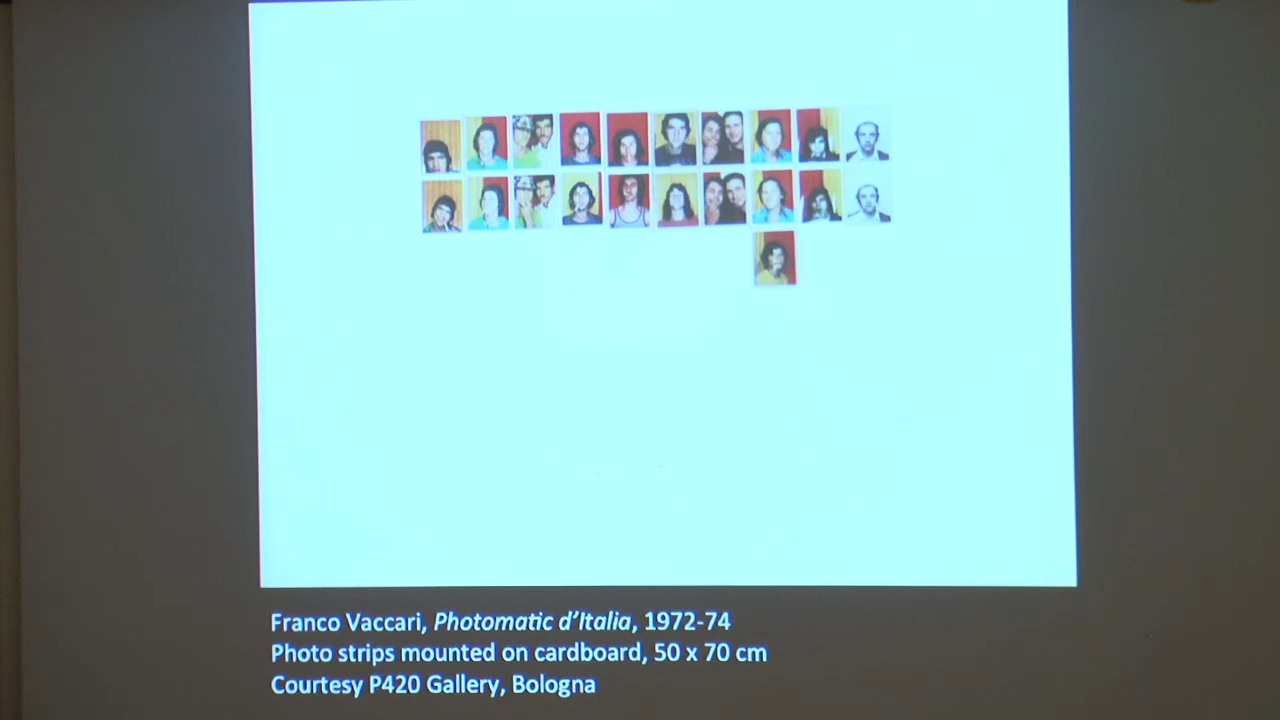 Franco Vaccari, Photomatic d'Italia, 1972-74
Photo strips mounted on cardboard, 50 x 70 cm
Courtesy P420 Gallery, Bologna